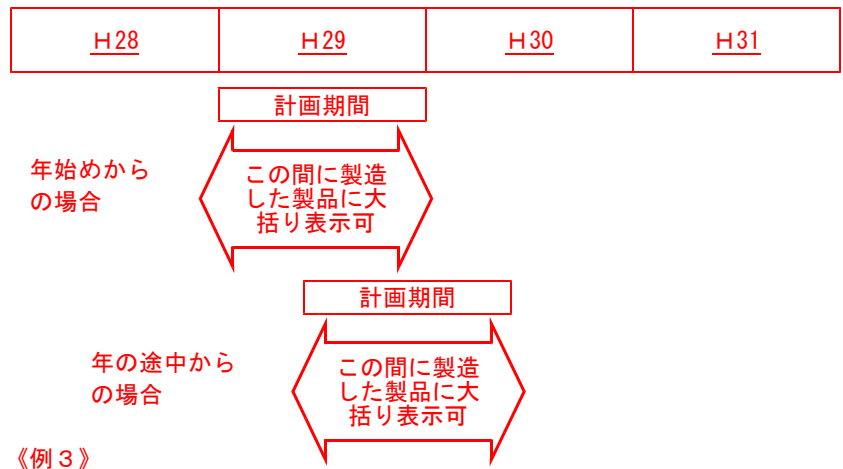 H28 H29 H30 H31
計画期間
年始めから
の場合
この間に製造
した製品に大
括り表示可
計画期間
年の途中から
の場合
この間に製造
した製品に大
括り表示可
《例３》